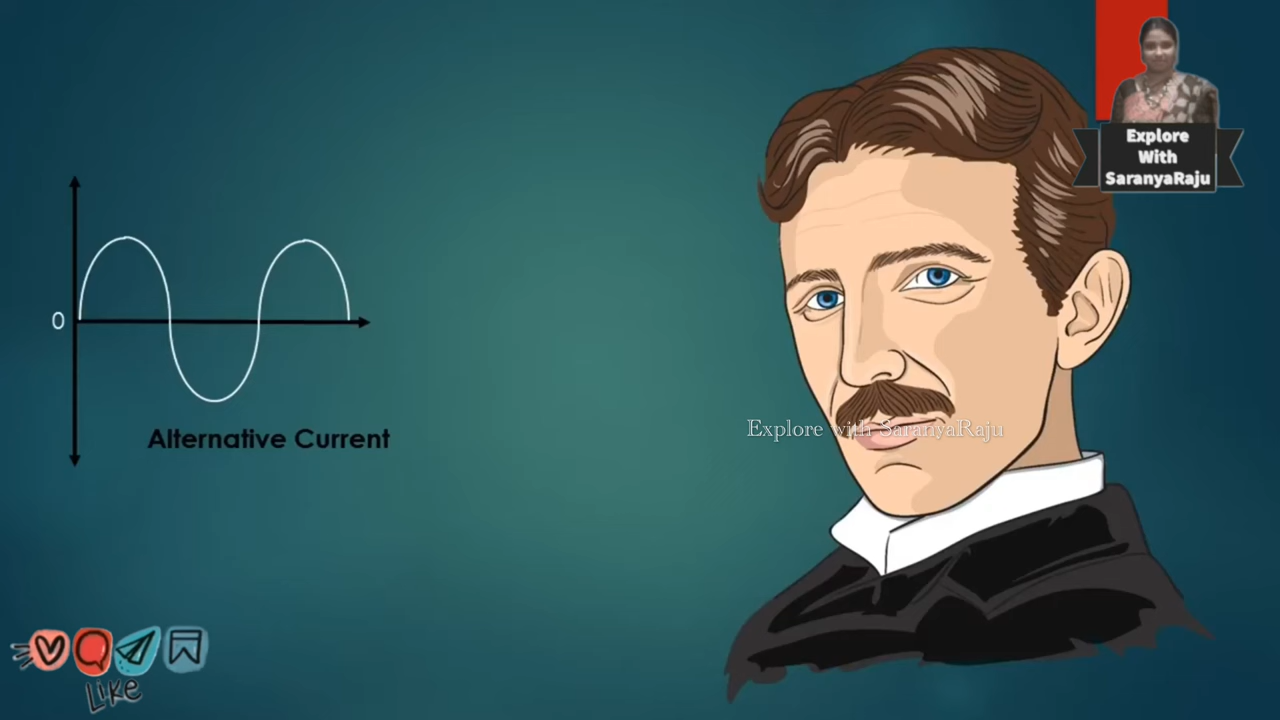 Explore
With
SaranyaRaju
0
Alternative Current
Explore with SaranyaRaju
Like